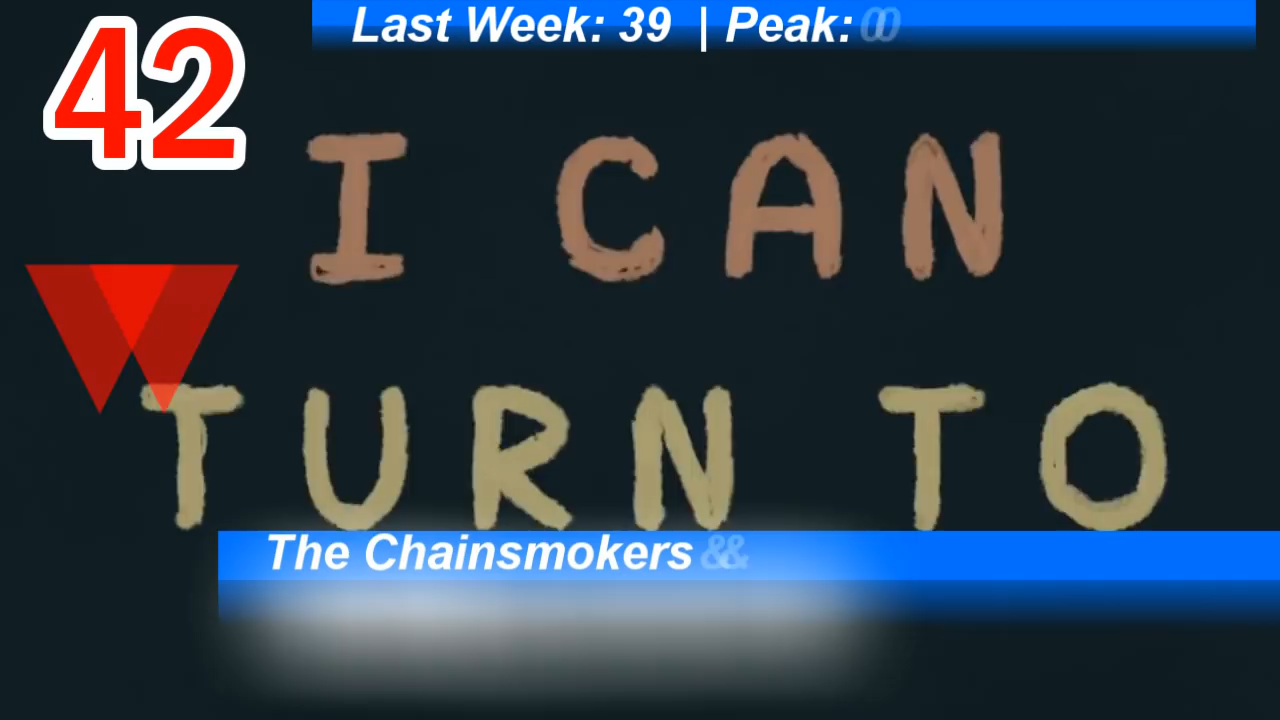 42
Last Week: 39 | Peak:
I CAN
TURN TO
The Chainsmokers &